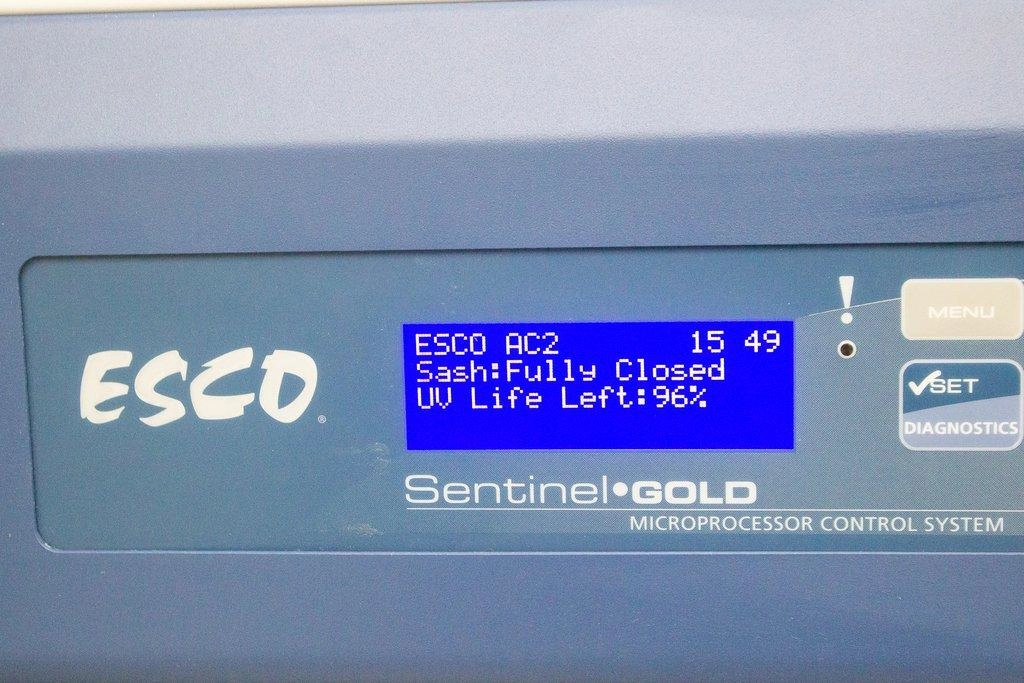 ESCO®
ESCO AC2 15 49
Sash:Fully Closed
UV Life Left:96%
Sentinel•GOLD
MICROPROCESSOR CONTROL SYSTEM
!
MENU
✓SET
DIAGNOSTICS